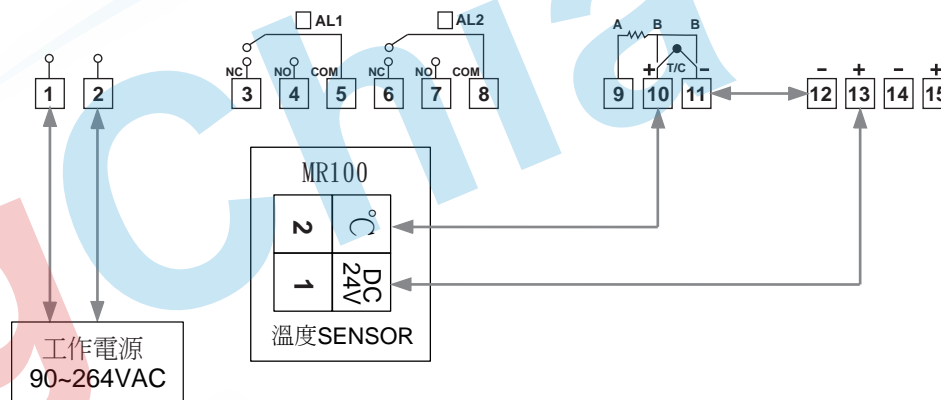 AL1 AL2 A B B
NC NO COM NC NO COM + T/C - - + - +
1 2 3 4 5 6 7 8 9 10 11 12 13 14 15
MR100
2 °C
1 DC 24V
溫度SENSOR
工作電源
90~264VAC
gChia